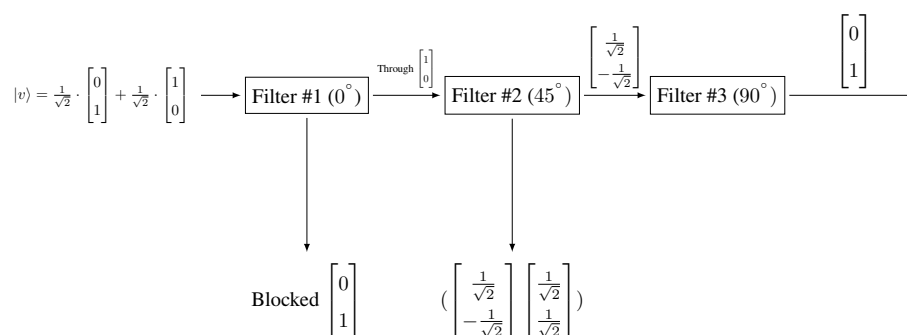 |v⟩ = 1/√2 · [0 1] + 1/√2 · [1 0]
Through [1 0]
[1/√2 −1/√2]
[0 1]
Filter #1 (0°)
Filter #2 (45°)
Filter #3 (90°)
Blocked [0 1]
([1/√2 −1/√2] [1/√2 1/√2])